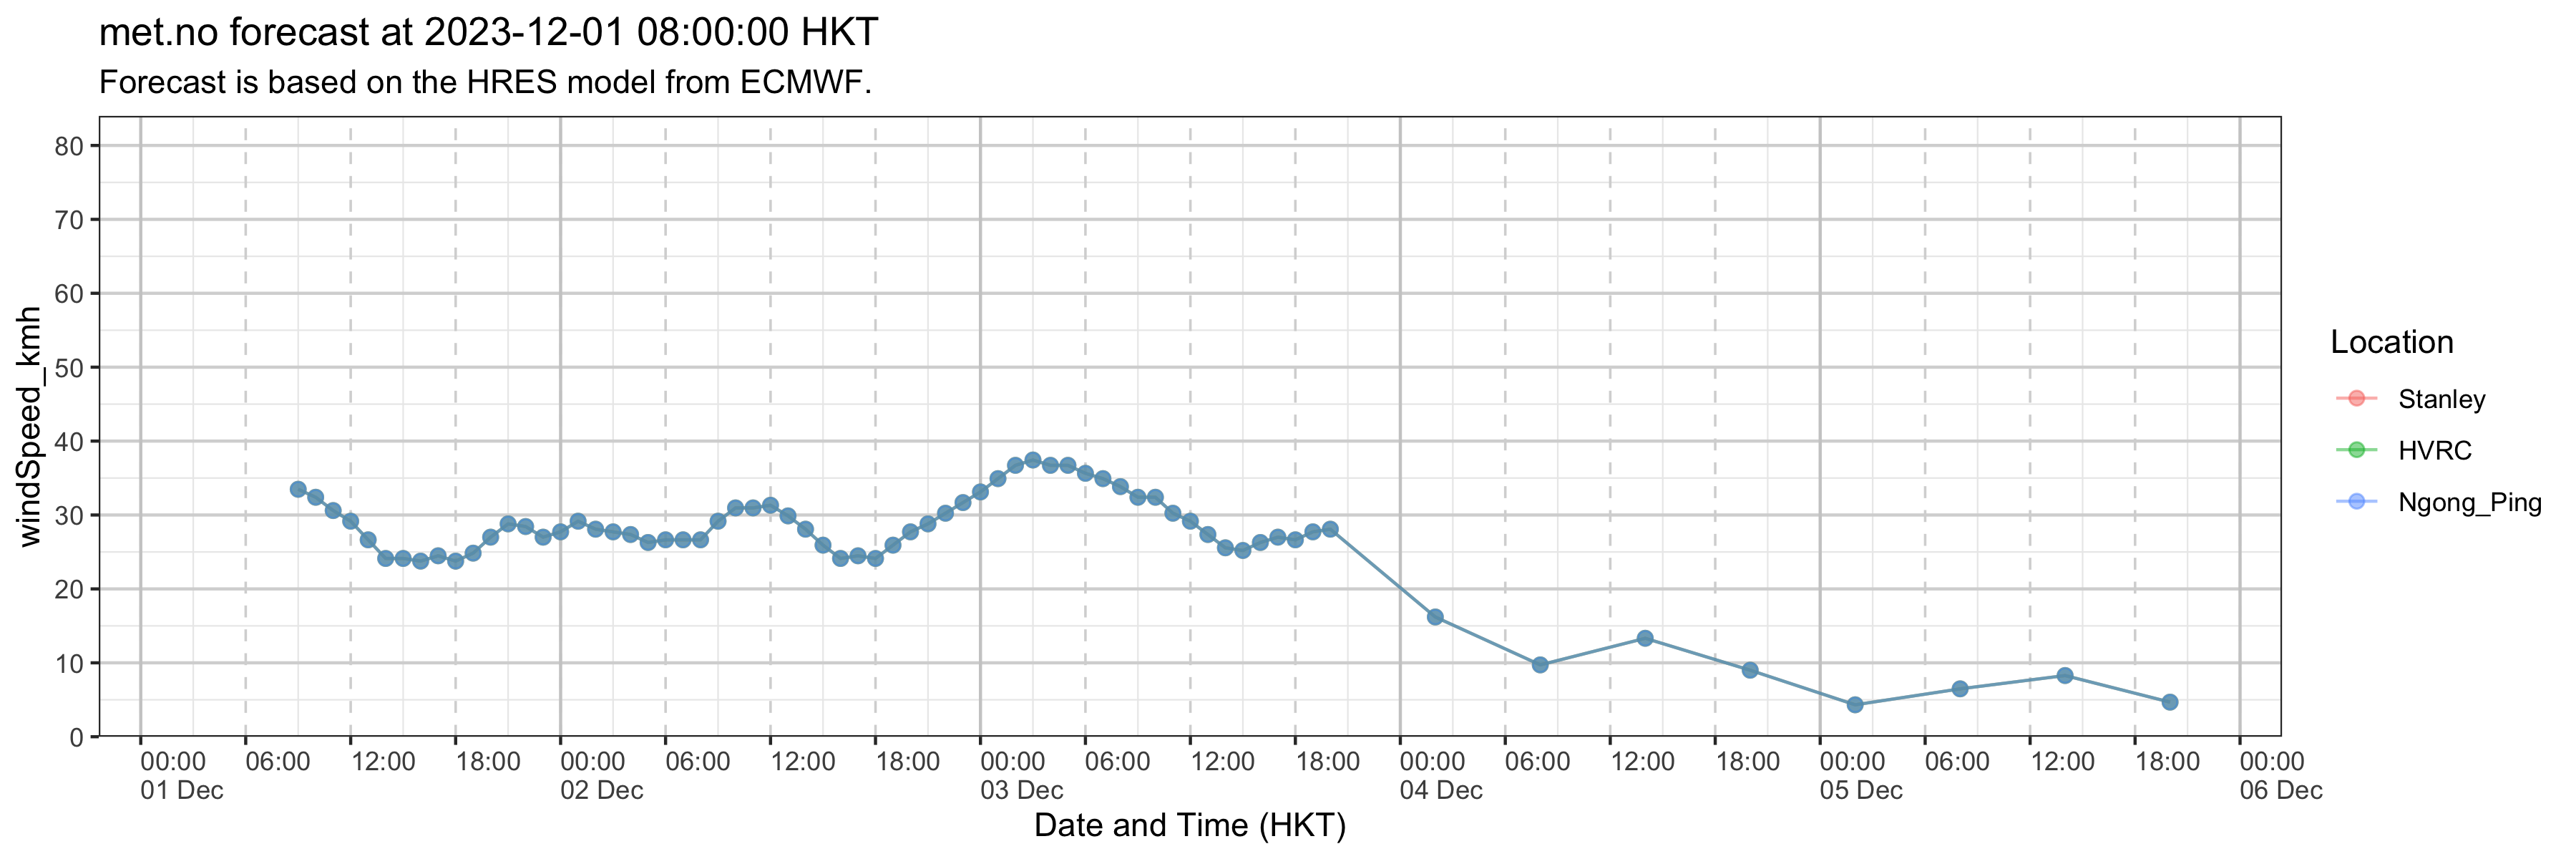 met.no forecast at 2023-12-01 08:00:00 HKT
Forecast is based on the HRES model from ECMWF.
windSpeed_kmh
80
70
60
50
40
30
20
10
0
00:00 06:00 12:00 18:00 00:00 06:00 12:00 18:00 00:00 06:00 12:00 18:00 00:00 06:00 12:00 18:00 00:00 06:00 12:00 18:00 00:00
01 Dec 02 Dec 03 Dec 04 Dec 05 Dec 06 Dec
Date and Time (HKT)
Location
Stanley
HVRC
Ngong_Ping